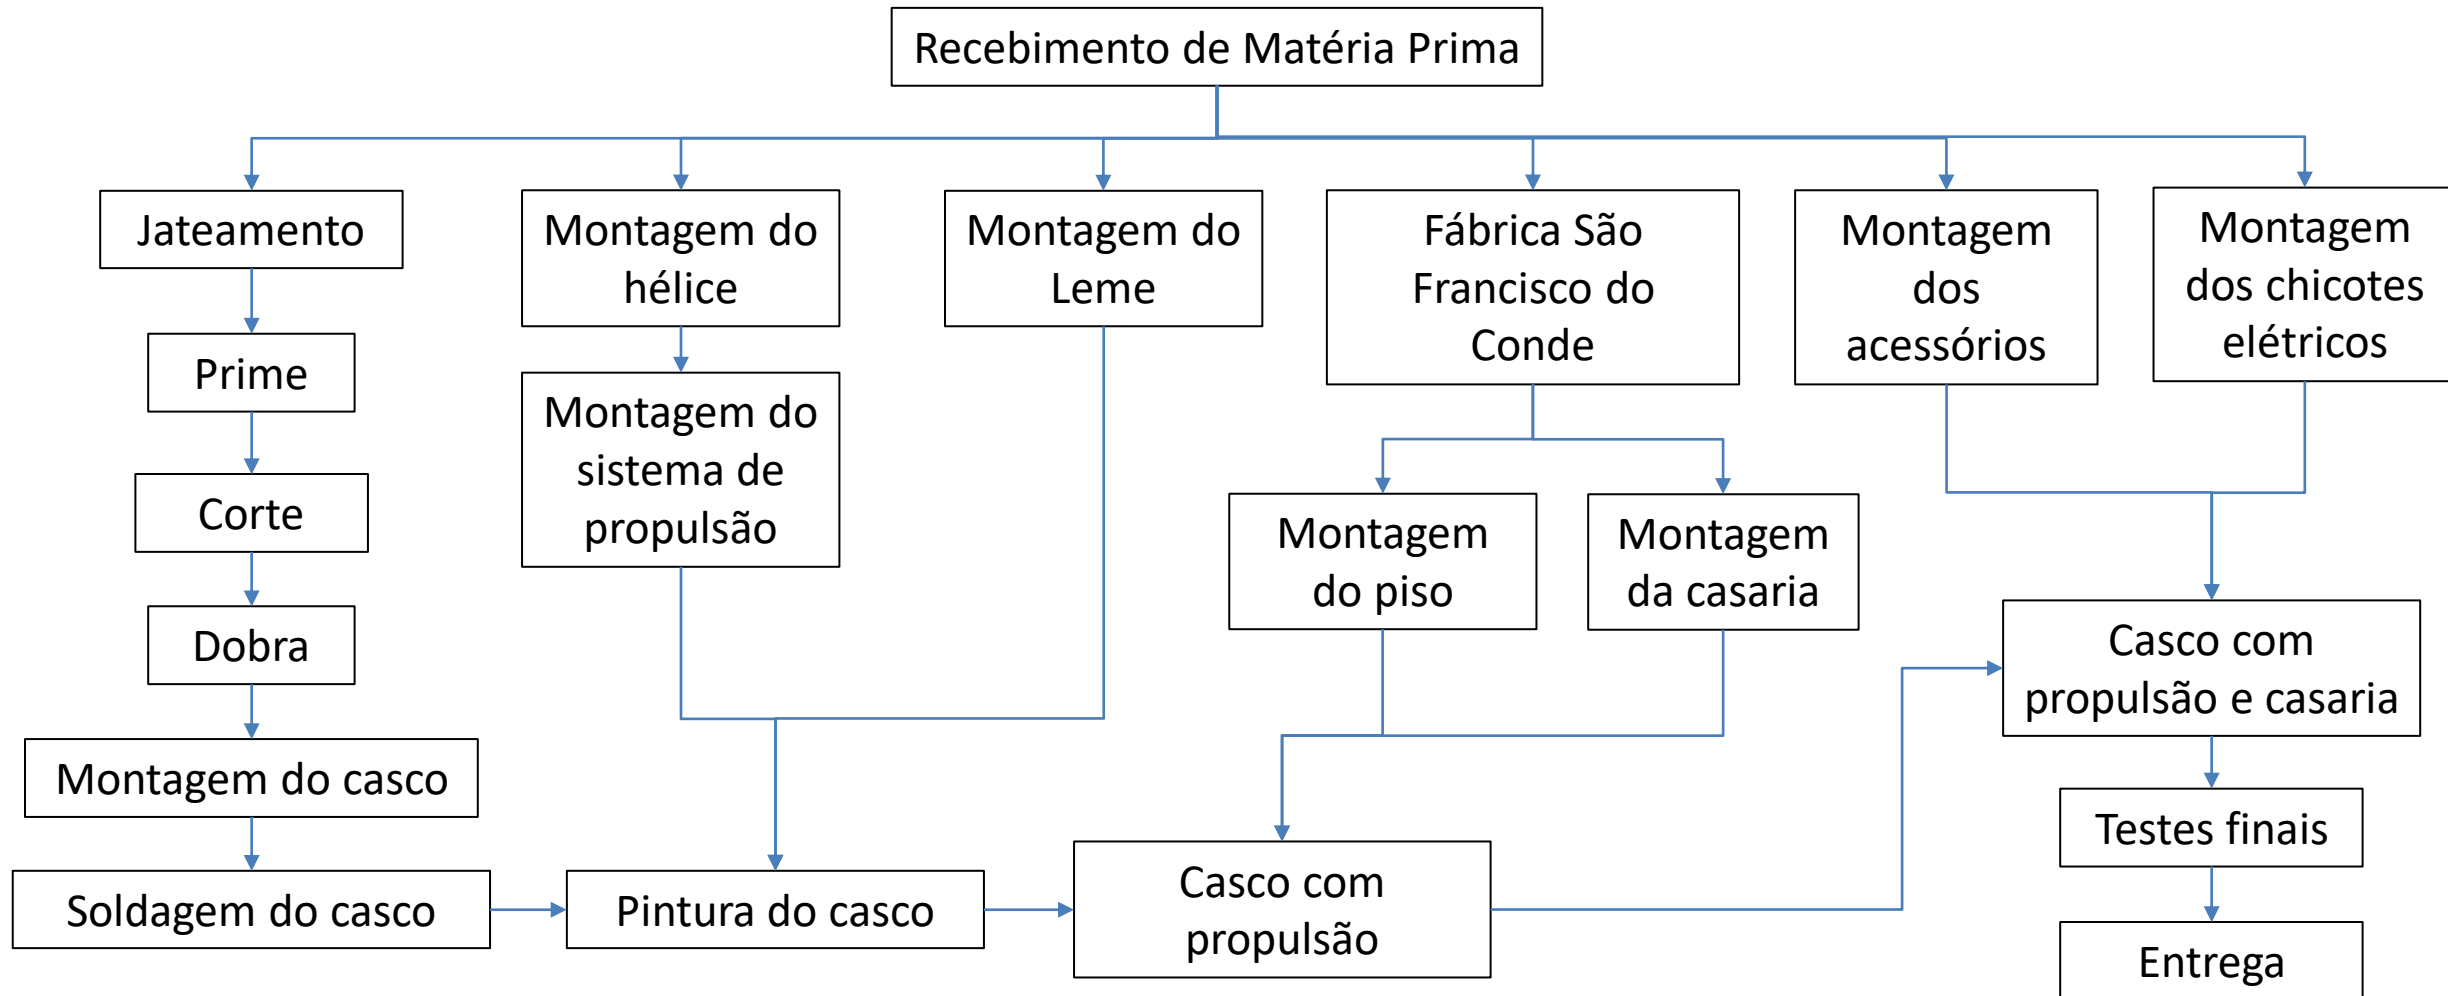 Recebimento de Matéria Prima
Jateamento
Montagem do
hélice
Montagem do
Leme
Fábrica São
Francisco do
Conde
Montagem
dos
acessórios
Montagem
dos chicotes
elétricos
Prime
Montagem do
sistema de
propulsão
Corte
Montagem
do piso
Montagem
da casaria
Dobra
Casco com
propulsão e casaria
Montagem do casco
Testes finais
Soldagem do casco
Pintura do casco
Casco com
propulsão
Entrega